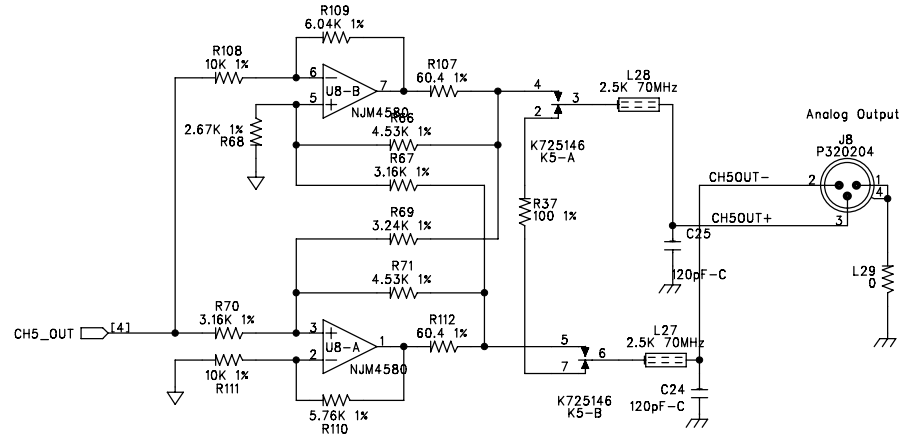 R109
6.04K 1%
R108
10K 1%
6
7
U8-B
5
NJM4580
R107
60.4 1%
2.67K 1%
R68
R66
4.53K 1%
R67
3.16K 1%
4
3
2
K725146
K5-A
L28
2.5K 70MHz
Analog Output
J8
P320204
CH5OUT-
2
1
4
3
CH5OUT+
R37
100 1%
C25
120pF-C
L29
0
R69
3.24K 1%
R71
4.53K 1%
CH5_OUT
[4]
R70
3.16K 1%
3
1
U8-A
2
NJM4580
R112
60.4 1%
10K 1%
R111
5.76K 1%
R110
5
6
7
K725146
K5-B
L27
2.5K 70MHz
C24
120pF-C